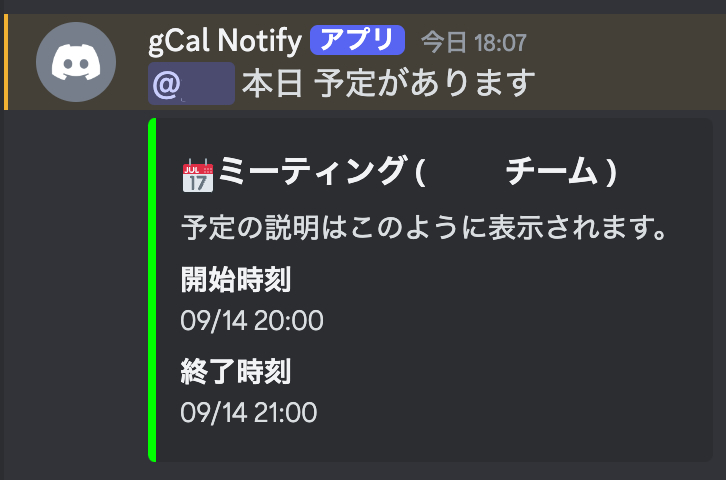 gCal Notify アプリ 今日 18:07
@ 本日 予定があります
📅ミーティング ( チーム )
予定の説明はこのように表示されます。
開始時刻
09/14 20:00
終了時刻
09/14 21:00